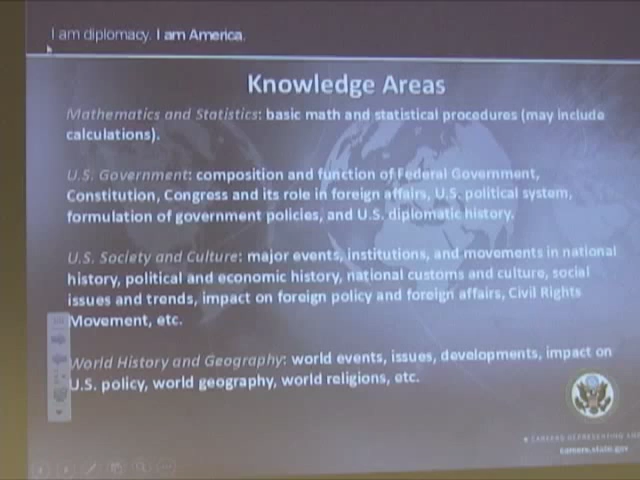 I am diplomacy. I am America.
Knowledge Areas
Mathematics and Statistics: basic math and statistical procedures (may include
calculations).
U.S. Government: composition and function of Federal Government,
Constitution, Congress and its role in foreign affairs, U.S. political system,
formulation of government policies, and U.S. diplomatic history.
U.S. Society and Culture: major events, institutions, and movements in national
history, political and economic history, national customs and culture, social
issues and trends, impact on foreign policy and foreign affairs, Civil Rights
Movement, etc.
World History and Geography: world events, issues, developments, impact on
U.S. policy, world geography, world religions, etc.
CAREERS REPRESENTING
careers.state.gov